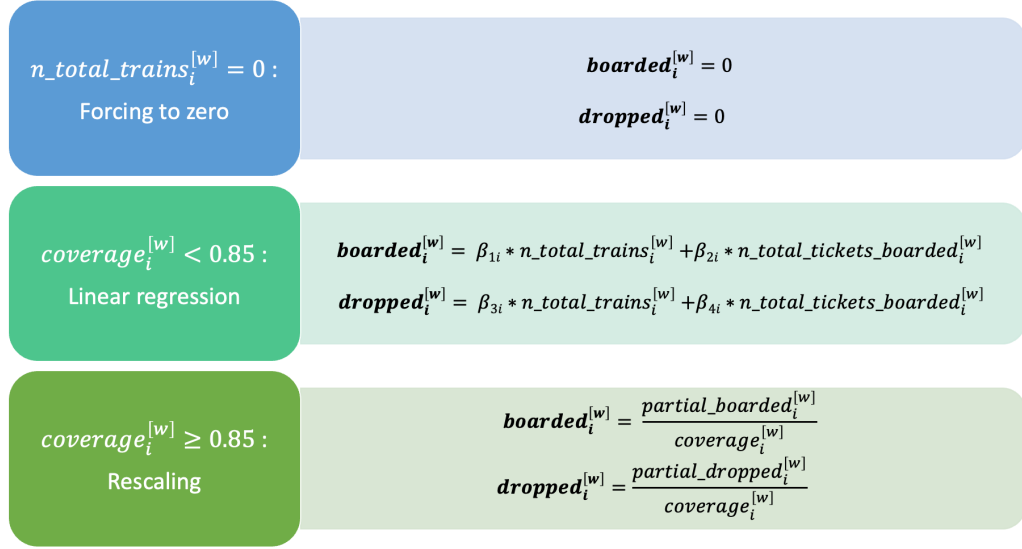 n_total_trains_i^[w] = 0 :
Forcing to zero
boarded_i^[w] = 0
dropped_i^[w] = 0
coverage_i^[w] < 0.85 :
Linear regression
boarded_i^[w] = β_1i * n_total_trains_i^[w] +β_2i * n_total_tickets_boarded_i^[w]
dropped_i^[w] = β_3i * n_total_trains_i^[w] +β_4i * n_total_tickets_boarded_i^[w]
coverage_i^[w] ≥ 0.85 :
Rescaling
boarded_i^[w] = partial_boarded_i^[w] / coverage_i^[w]
dropped_i^[w] = partial_dropped_i^[w] / coverage_i^[w]